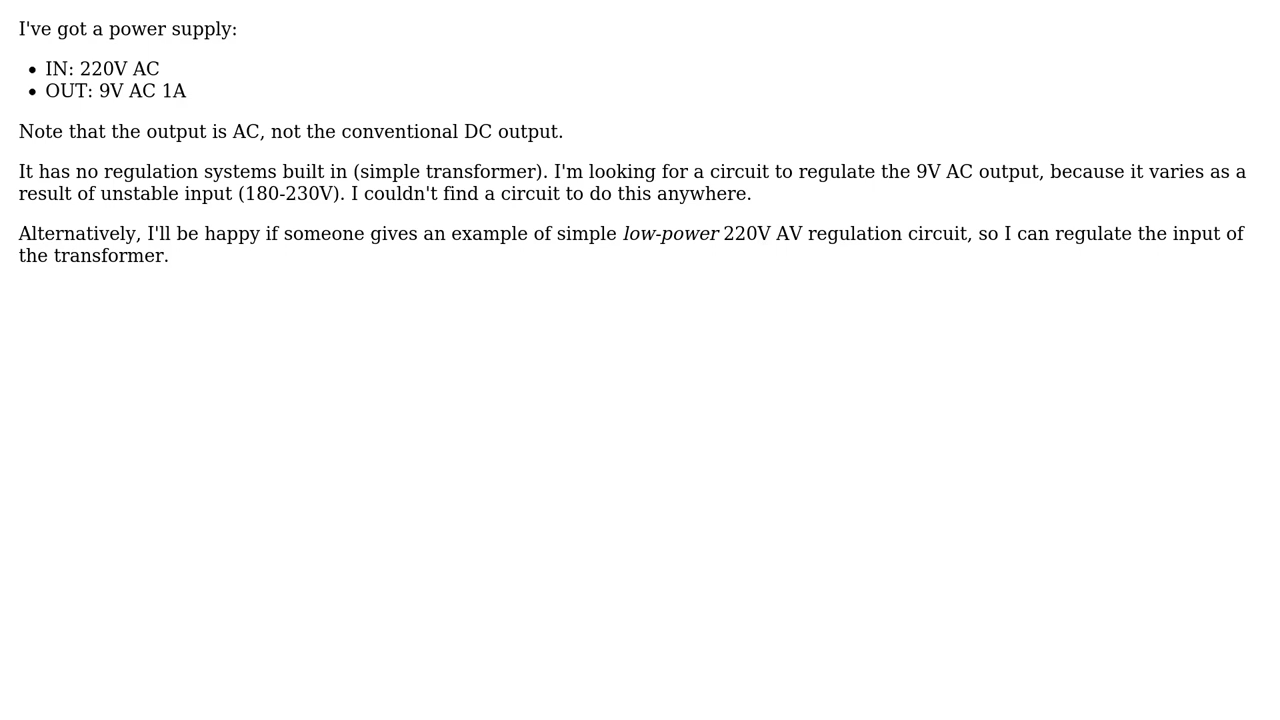 I've got a power supply:
• IN: 220V AC
• OUT: 9V AC 1A
Note that the output is AC, not the conventional DC output.
It has no regulation systems built in (simple transformer). I'm looking for a circuit to regulate the 9V AC output, because it varies as a
result of unstable input (180-230V). I couldn't find a circuit to do this anywhere.
Alternatively, I'll be happy if someone gives an example of simple low-power 220V AV regulation circuit, so I can regulate the input of
the transformer.